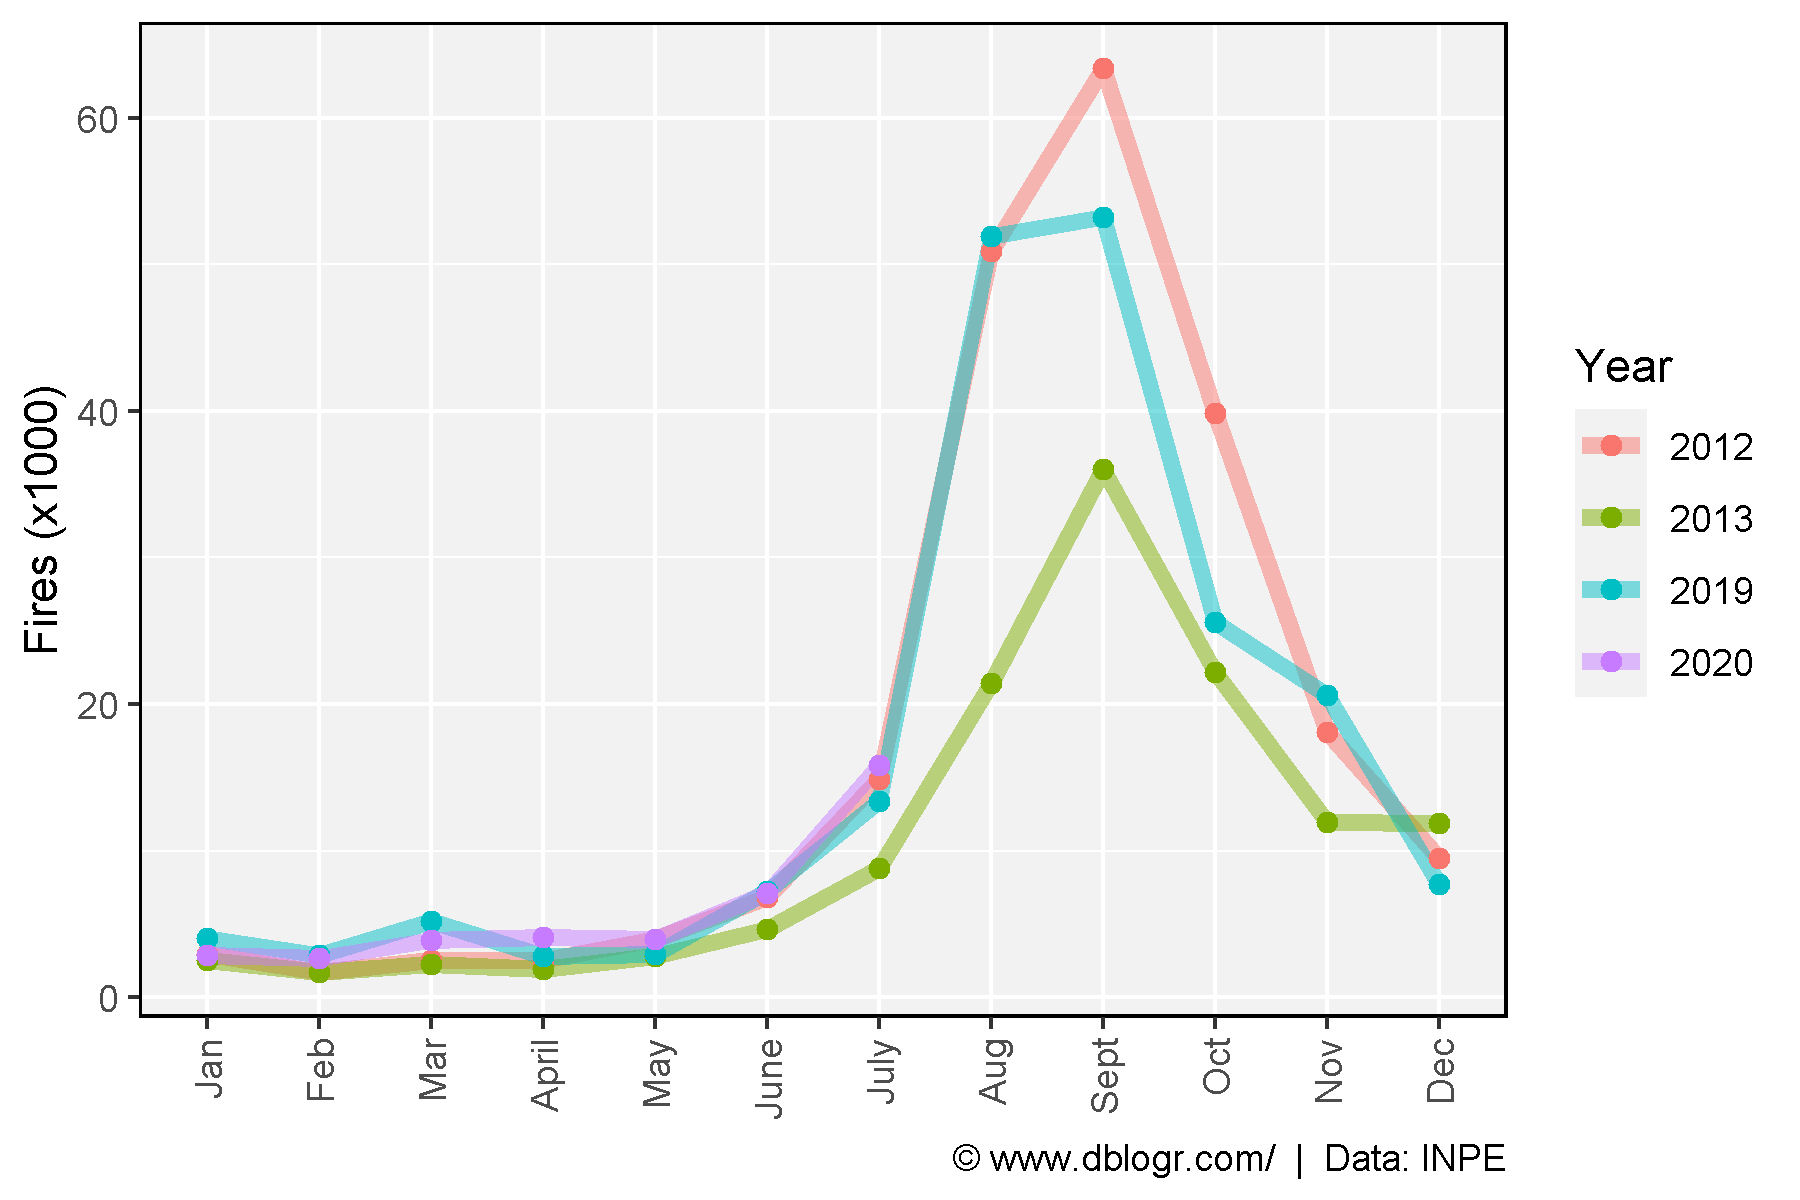 Fires (x1000)
60
40
20
0
Jan
Feb
Mar
April
May
June
July
Aug
Sept
Oct
Nov
Dec
Year
2012
2013
2019
2020
© www.dblogr.com/ | Data: INPE